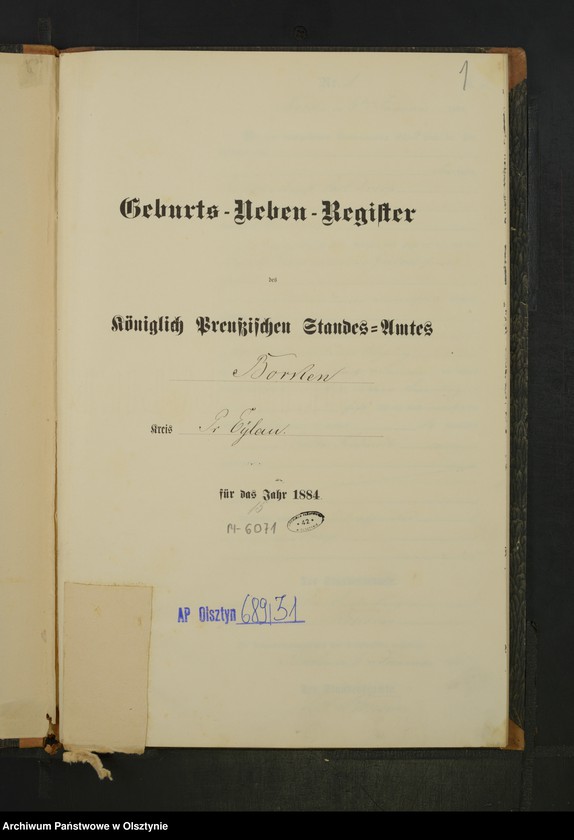 1
Geburts-Neben-Register
des
Königlich Preußischen Standes-Amtes
Borken
Kreis Pr Eylau.
für das Jahr 1884
M-6071
42
AP Olsztyn 689/31
Archiwum Państwowe w Olsztynie